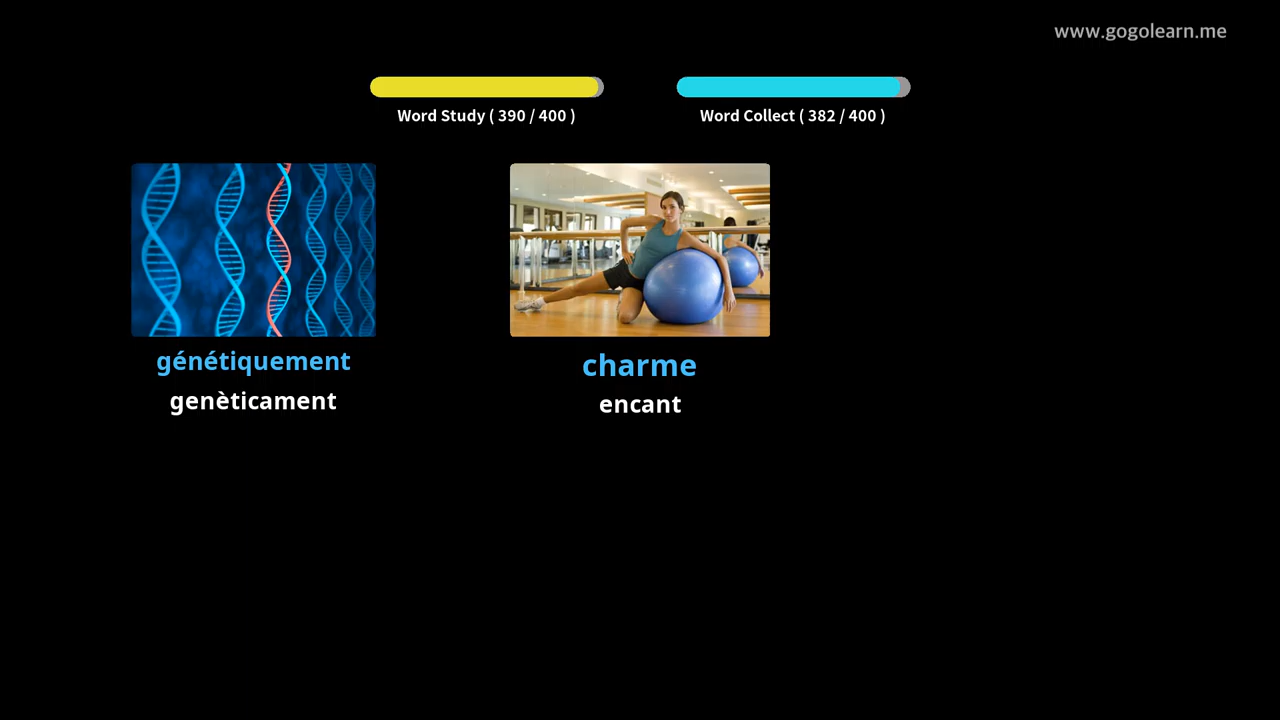 www.gogolearn.me
Word Study ( 390 / 400 )
Word Collect ( 382 / 400 )
génétiquement
genèticament
charme
encant